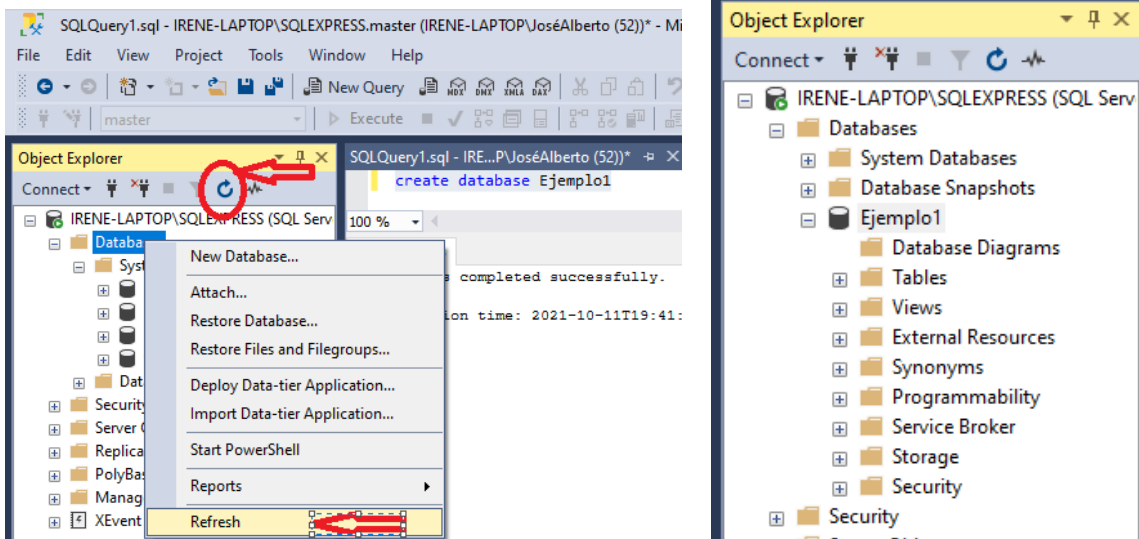 SQLQuery1.sql - IRENE-LAPTOP\SQLEXPRESS.master (IRENE-LAPTOP\JoséAlberto (52))* - Mi
File Edit View Project Tools Window Help
New Query MDX DMX XMLA DAX
master Execute
Object Explorer
Connect
IRENE-LAPTOP\SQLEXPRESS (SQL Serv
Databa
Syst
Dat
Security
Server
Replica
PolyBas
Manag
XEvent
New Database...
Attach...
Restore Database...
Restore Files and Filegroups...
Deploy Data-tier Application...
Import Data-tier Application...
Start PowerShell
Reports
Refresh
SQLQuery1.sql - IRE...P\JoséAlberto (52))*
create database Ejemplo1
100 %
completed successfully.
ion time: 2021-10-11T19:41:
Object Explorer
Connect
IRENE-LAPTOP\SQLEXPRESS (SQL Serv
Databases
System Databases
Database Snapshots
Ejemplo1
Database Diagrams
Tables
Views
External Resources
Synonyms
Programmability
Service Broker
Storage
Security
Security